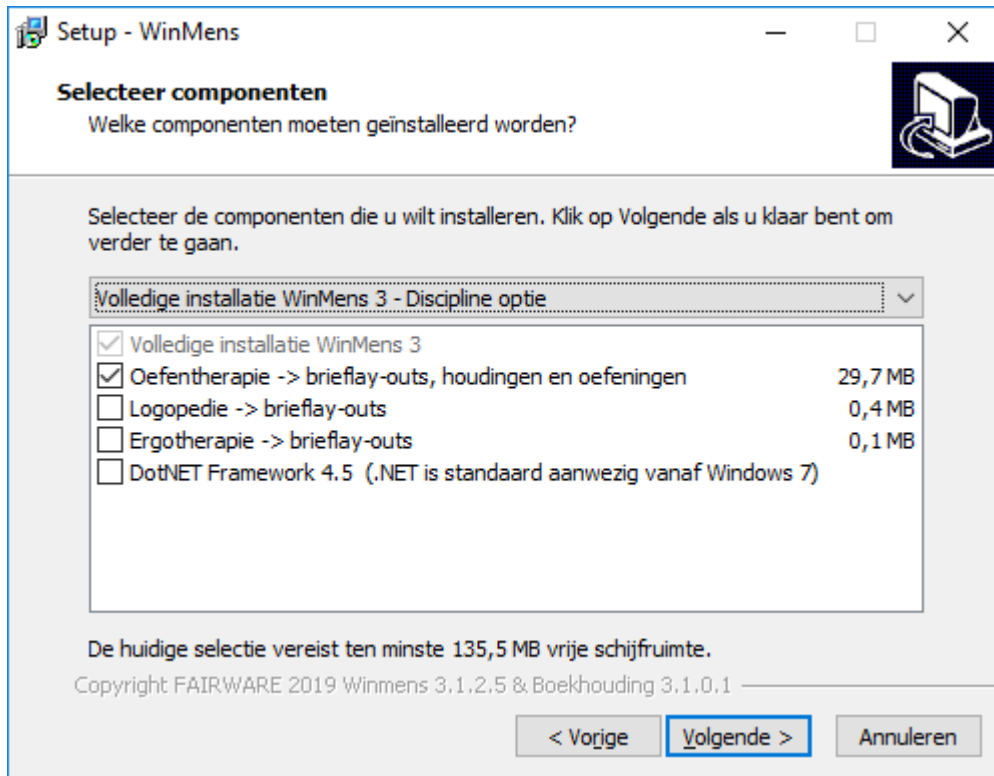 Setup - WinMens
Selecteer componenten
Welke componenten moeten geïnstalleerd worden?
Selecteer de componenten die u wilt installeren. Klik op Volgende als u klaar bent om
verder te gaan.
Volledige installatie WinMens 3 - Discipline optie
Volledige installatie WinMens 3
Oefentherapie -> brieflay-outs, houdingen en oefeningen 29,7 MB
Logopedie -> brieflay-outs 0,4 MB
Ergotherapie -> brieflay-outs 0,1 MB
DotNET Framework 4.5 (.NET is standaard aanwezig vanaf Windows 7)
De huidige selectie vereist ten minste 135,5 MB vrije schijfruimte.
Copyright FAIRWARE 2019 Winmens 3.1.2.5 & Boekhouding 3.1.0.1
< Vorige Volgende > Annuleren